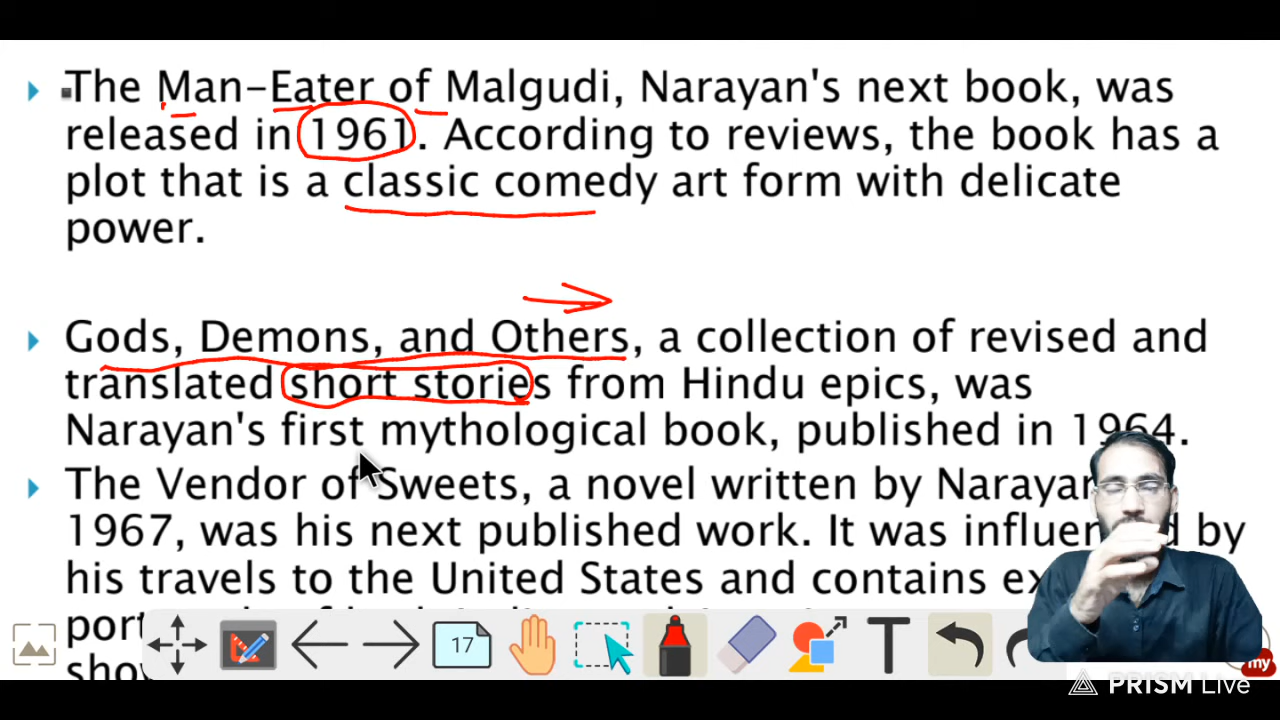 The Man-Eater of Malgudi, Narayan's next book, was
released in 1961. According to reviews, the book has a
plot that is a classic comedy art form with delicate
power.
Gods, Demons, and Others, a collection of revised and
translated short stories from Hindu epics, was
Narayan's first mythological book, published in 1964.
The Vendor of Sweets, a novel written by
1967, was his next published work. It was by
his travels to the United States and contains
17
T
my
PRISM Live